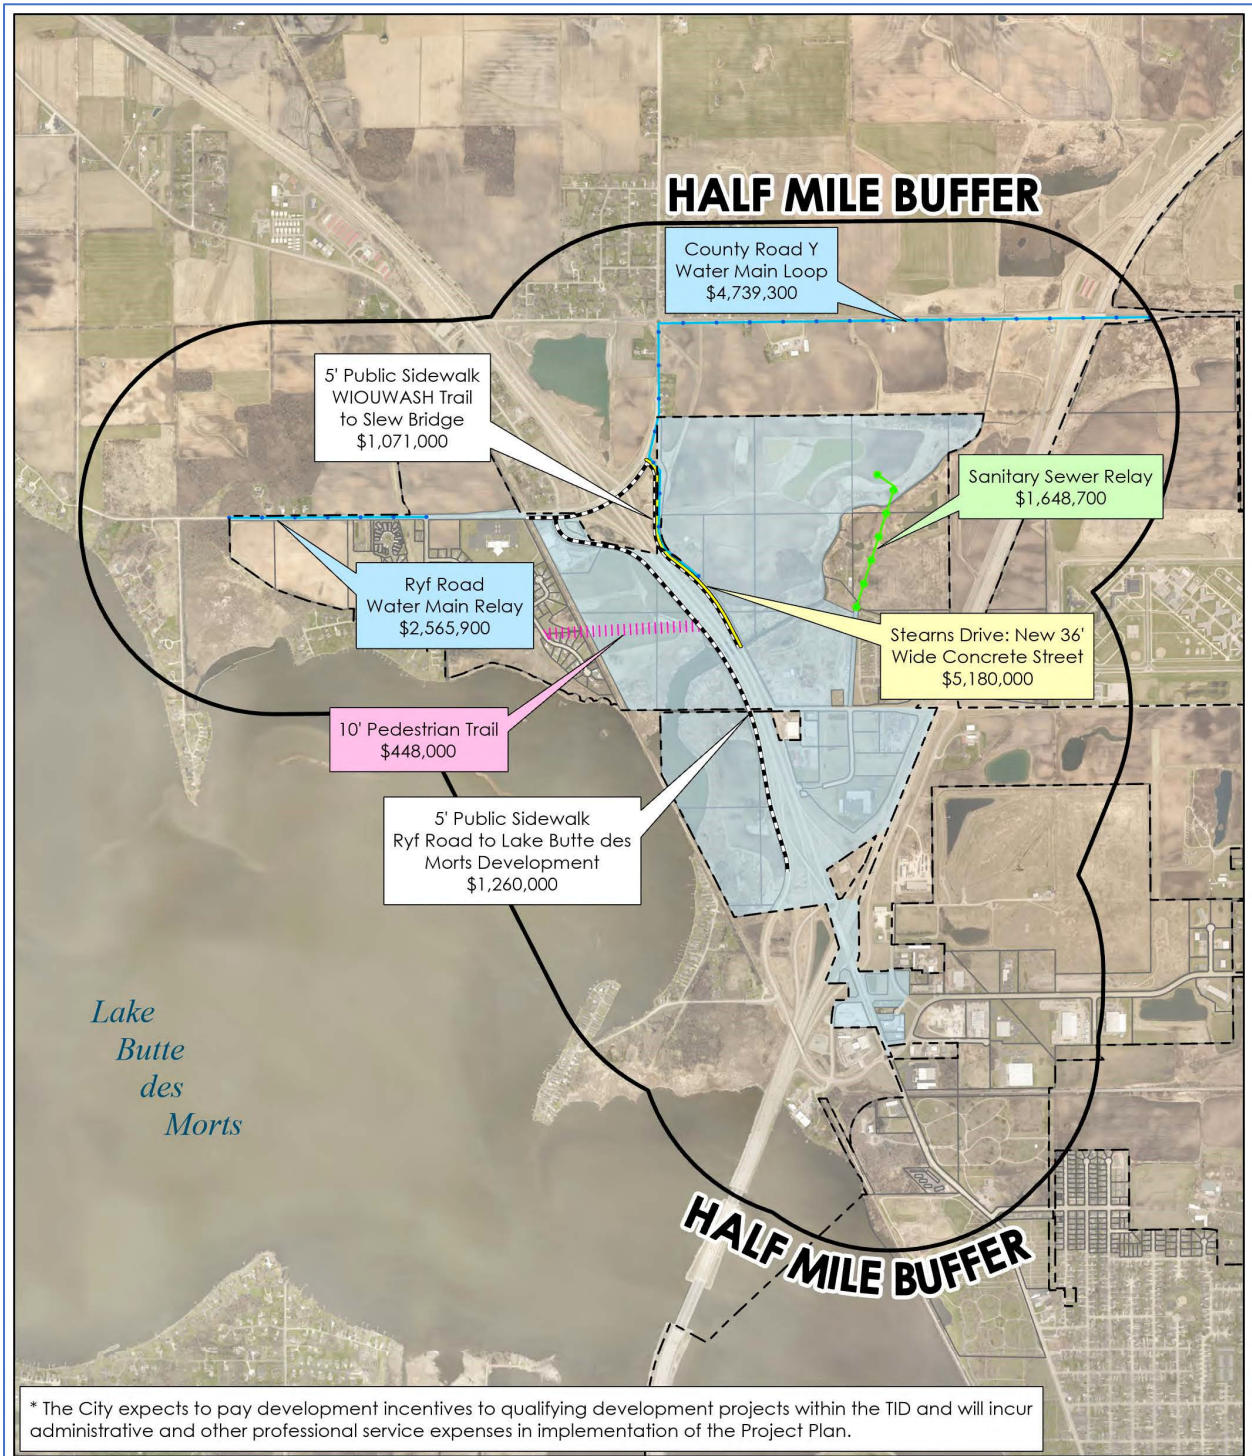 HALF MILE BUFFER
County Road Y
Water Main Loop
$4,739,300
5' Public Sidewalk
WIOUWASH Trail
to Slew Bridge
$1,071,000
Sanitary Sewer Relay
$1,648,700
Ryf Road
Water Main Relay
$2,565,900
Stearns Drive: New 36'
Wide Concrete Street
$5,180,000
10' Pedestrian Trail
$448,000
5' Public Sidewalk
Ryf Road to Lake Butte des
Morts Development
$1,260,000
Lake
Butte
des
Morts
HALF MILE BUFFER
* The City expects to pay development incentives to qualifying development projects within the TID and will incur
administrative and other professional service expenses in implementation of the Project Plan.